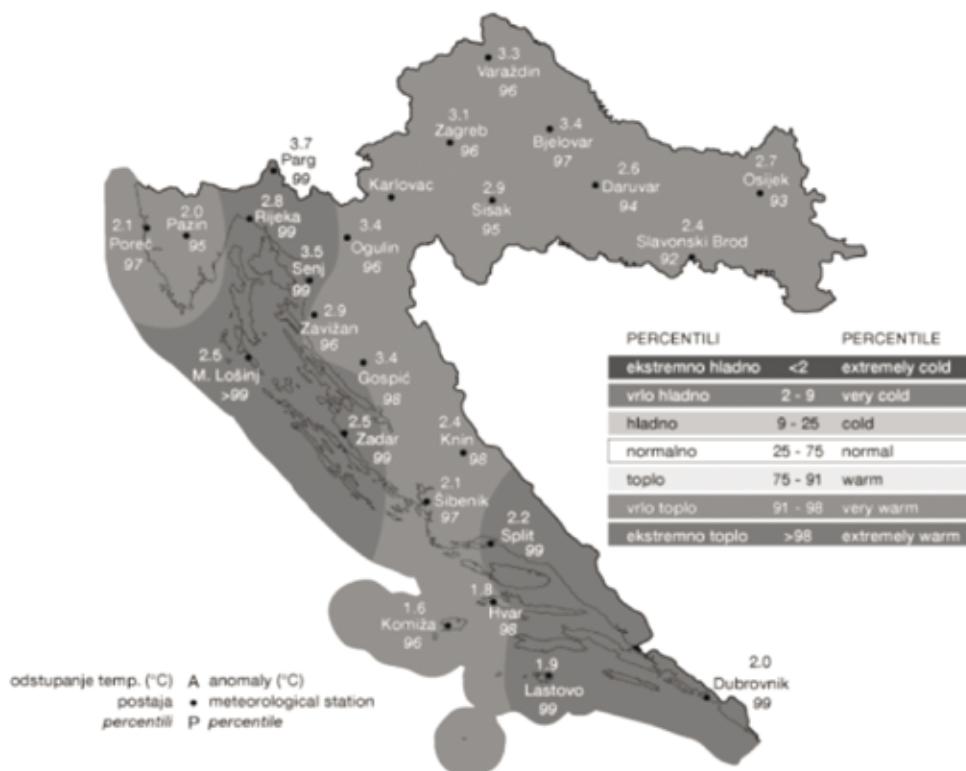 3.3
Varaždin
96
3.1
Zagreb
96
3.4
Bjelovar
97
3.7
Parg
99
Karlovac
2.6
Daruvar
94
2.7
Osijek
93
2.9
Sisak
95
2.0
Pazin
95
2.8
Rijeka
99
2.1
Poreč
97
3.4
Ogulin
96
2.4
Slavonski Brod
92
3.5
Senj
99
2.9
Zavižan
96
2.5
M. Lošinj
>99
3.4
Gospić
98
2.5
Zadar
99
2.4
Knin
98
2.1
Šibenik
97
2.2
Split
99
1.8
Hvar
98
1.6
Komiža
96
1.9
Lastovo
99
2.0
Dubrovnik
99
PERCENTILI PERCENTILE
ekstremno hladno <2 extremely cold
vrlo hladno 2 - 9 very cold
hladno 9 - 25 cold
normalno 25 - 75 normal
toplo 75 - 91 warm
vrlo toplo 91 - 98 very warm
ekstremno toplo >98 extremely warm
odstupanje temp. (°C) A anomaly (°C)
postaja • meteorological station
percentili P percentile